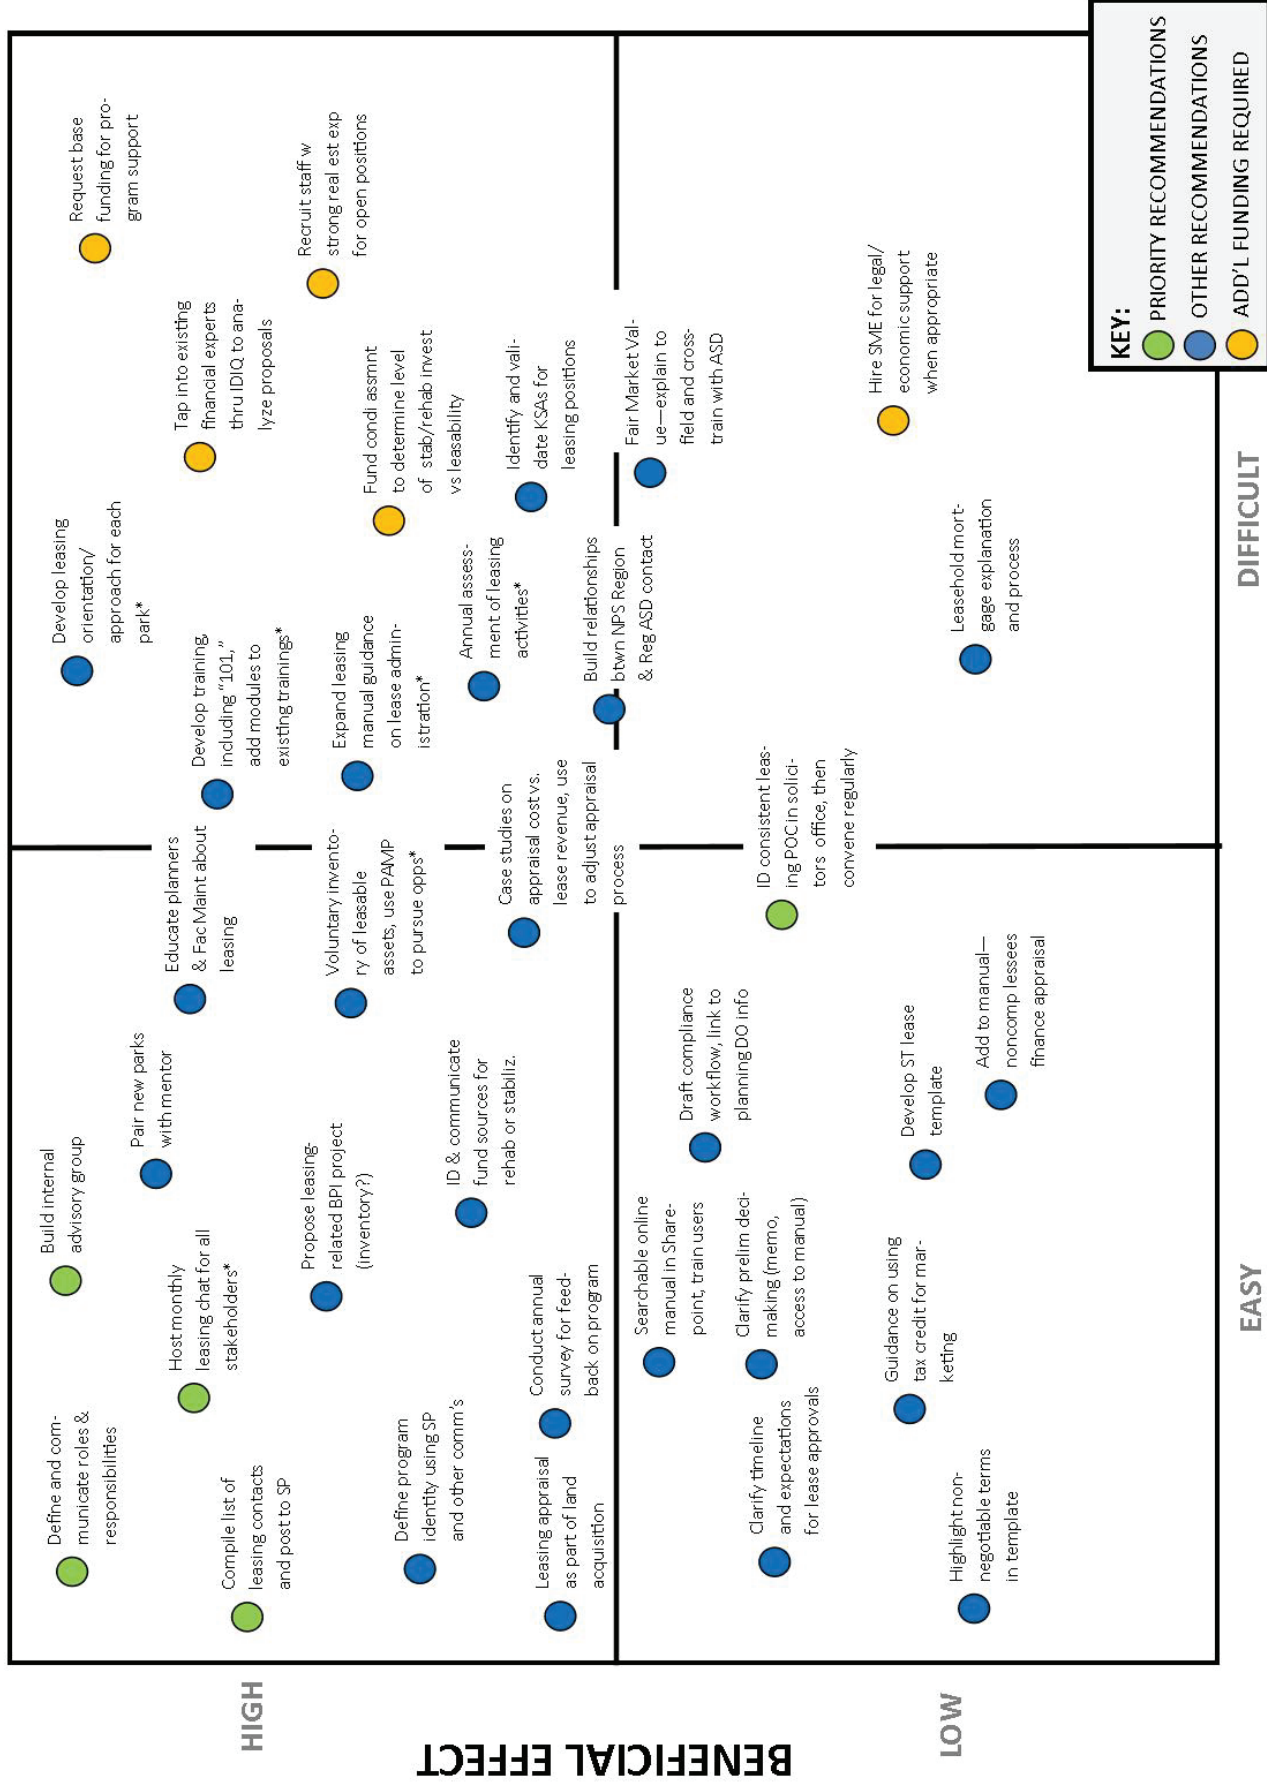 BENEFICIAL EFFECT
HIGH
LOW
EASY
DIFFICULT
Define and com-
municate roles &
responsibilities
Build internal
advisory group
Develop leasing
orientation/
approach for each
park*
Request base
funding for pro-
gram support
Pair new parks
with mentor
Host monthly
leasing chat for all
stakeholders*
Educate planners
& Fac Maint about
leasing
Develop training,
including “101,”
add modules to
existing trainings*
Tap into existing
financial experts
thru IDIQ to ana-
lyze proposals
Compile list of
leasing contacts
and post to SP
Propose leasing-
related BPI project
(inventory?)
Voluntary invento-
ry of leasable
assets, use PAMP
to pursue opps*
Expand leasing
manual guidance
on lease admin-
istration*
Recruit staff w
strong real est exp
for open positions
Fund condi assmnt
to determine level
of stab/rehab invest
vs leasability
Define program
identity using SP
and other comm's
ID & communicate
fund sources for
rehab or stabiliz.
Annual assess-
ment of leasing
activities*
Identify and vali-
date KSAs for
leasing positions
Leasing appraisal
as part of land
acquisition
Conduct annual
survey for feed-
back on program
Case studies on
appraisal cost vs.
lease revenue, use
to adjust appraisal
process
Build relationships
btwn NPS Region
& Reg ASD contact
Fair Market Val-
ue—explain to
field and cross-
train with ASD
Searchable online
manual in Share-
point, train users
Draft compliance
workflow, link to
planning DO info
Clarify timeline
and expectations
for lease approvals
Clarify prelim deci-
making (memo,
access to manual)
ID consistent leas-
ing POC in solici-
tors office, then
convene regularly
Hire SME for legal/
economic support
when appropriate
Guidance on using
tax credit for mar-
keting
Develop ST lease
template
Highlight non-
negotiable terms
in template
Add to manual—
noncomp lessees
finance appraisal
Leasehold mort-
gage explanation
and process
KEY:
PRIORITY RECOMMENDATIONS
OTHER RECOMMENDATIONS
ADD'L FUNDING REQUIRED